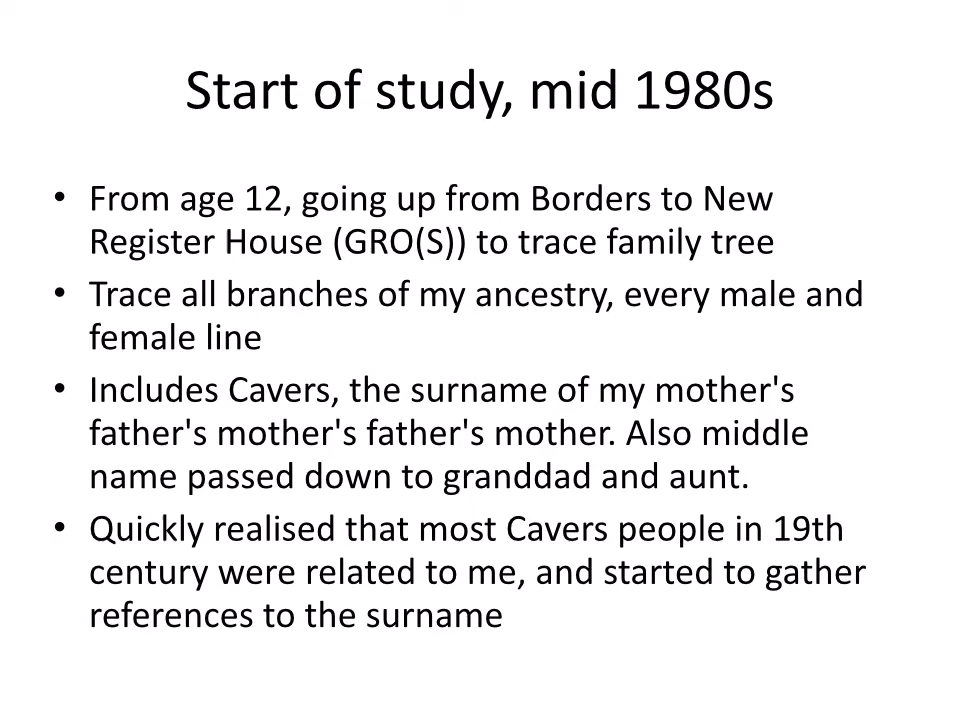 Start of study, mid 1980s
• From age 12, going up from Borders to New
Register House (GRO(S)) to trace family tree
• Trace all branches of my ancestry, every male and
female line
• Includes Cavers, the surname of my mother's
father's mother's father's mother. Also middle
name passed down to granddad and aunt.
• Quickly realised that most Cavers people in 19th
century were related to me, and started to gather
references to the surname